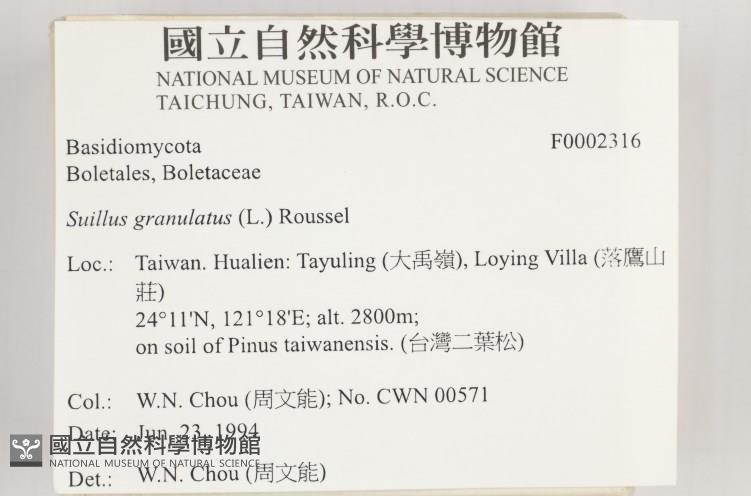 國立自然科學博物館
NATIONAL MUSEUM OF NATURAL SCIENCE
TAICHUNG, TAIWAN, R.O.C.
Basidiomycota F0002316
Boletales, Boletaceae
Suillus granulatus (L.) Roussel
Loc.: Taiwan. Hualien: Tayuling (大禹嶺), Loying Villa (落鷹山
莊)
24°11'N, 121°18'E; alt. 2800m;
on soil of Pinus taiwanensis. (台灣二葉松)
Col.: W.N. Chou (周文能); No. CWN 00571
Date: Jun. 23, 1994
國立自然科學博物館
NATIONAL MUSEUM OF NATURAL SCIENCE
Det.: W.N. Chou (周文能)